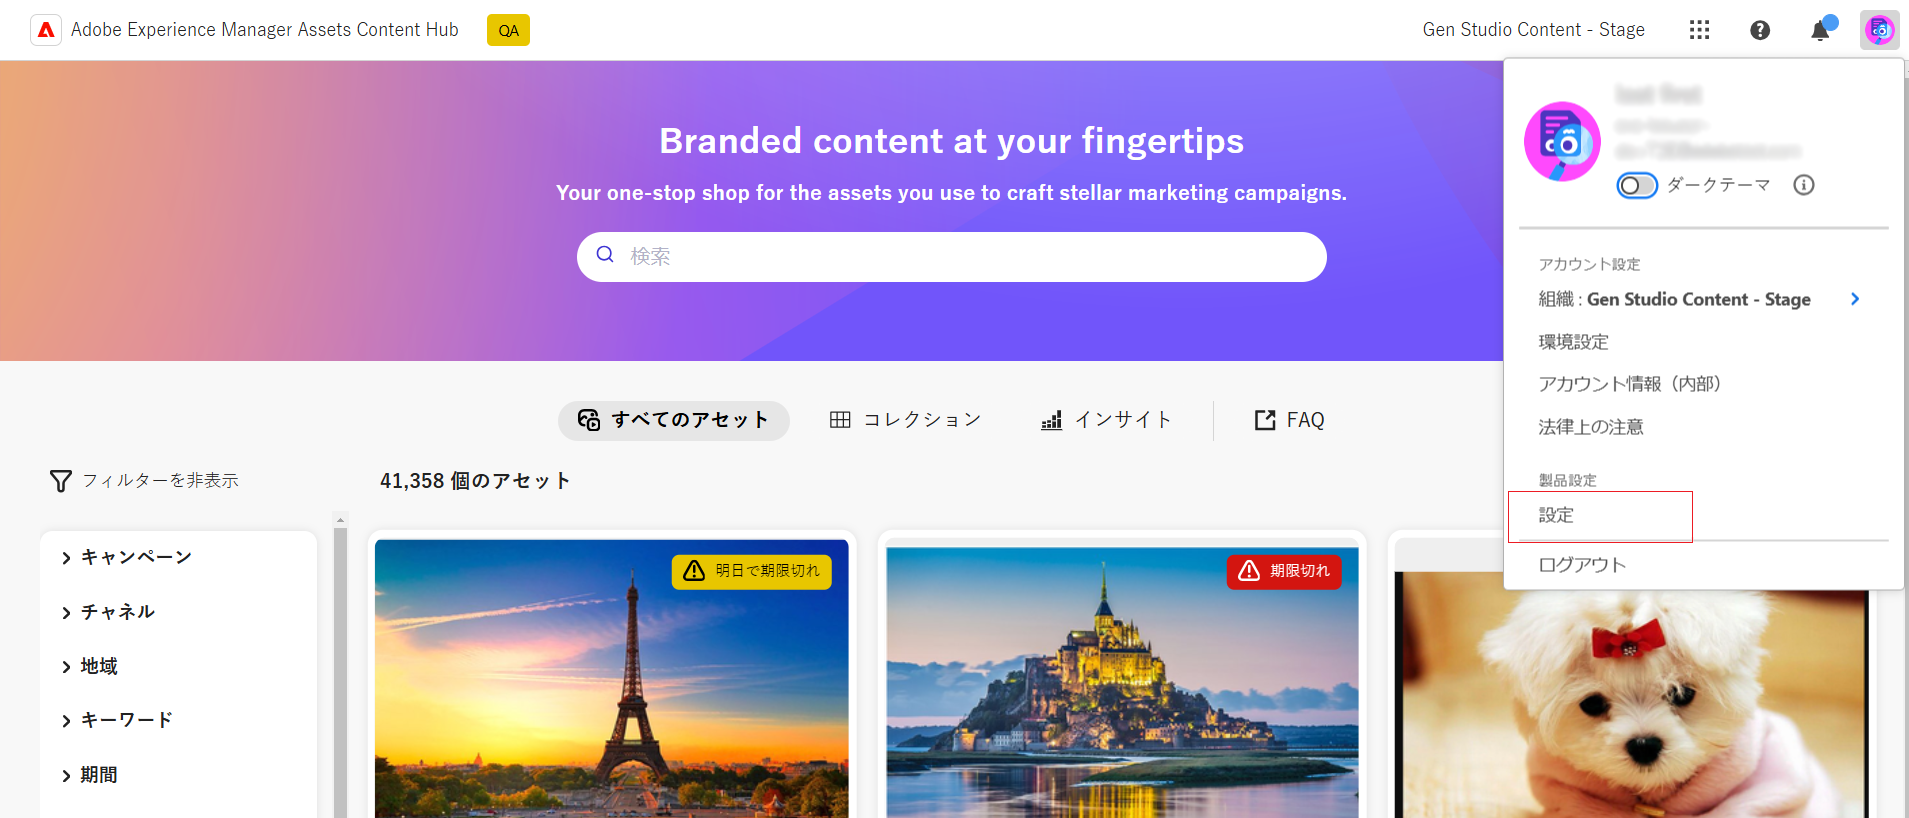 Adobe Experience Manager Assets Content Hub
QA
Gen Studio Content - Stage
Branded content at your fingertips
Your one-stop shop for the assets you use to craft stellar marketing campaigns.
検索
ダークテーマ
アカウント設定
組織 : Gen Studio Content - Stage
環境設定
アカウント情報（内部）
法律上の注意
製品設定
設定
ログアウト
すべてのアセット
コレクション
インサイト
FAQ
フィルターを非表示
41,358 個のアセット
キャンペーン
チャネル
地域
キーワード
期間
明日で期限切れ
期限切れ